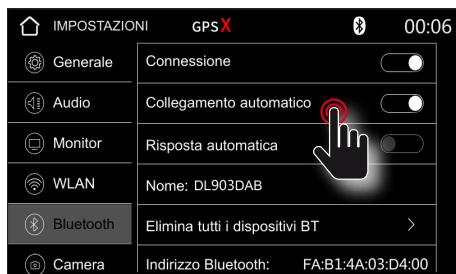 IMPOSTAZIONI GPSX 00:06
Generale
Audio
Monitor
WLAN
Bluetooth
Camera
Connessione
Collegamento automatico
Risposta automatica
Nome: DL903DAB
Elimina tutti i dispositivi BT
Indirizzo Bluetooth: FA:B1:4A:03:D4:00